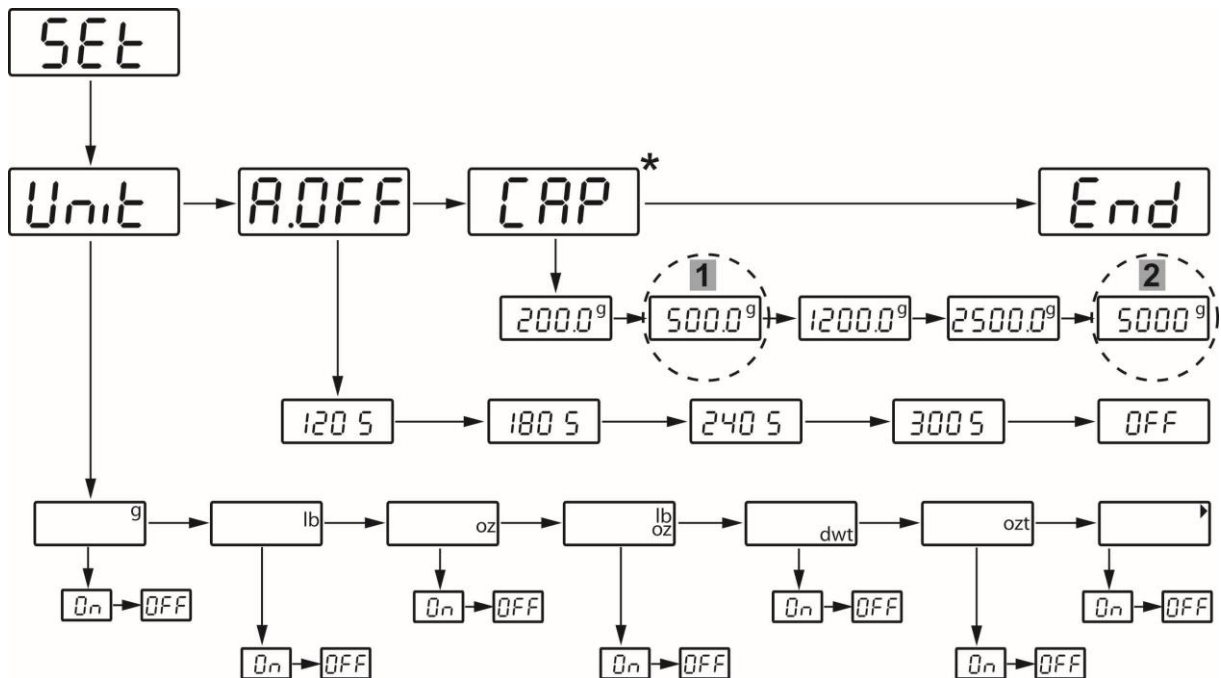 SEt
Unit A.OFF CAP * End
1 2
200.0 g 500.0 g 1200.0 g 2500.0 g 5000 g
120 S 180 S 240 S 300 S OFF
g lb oz lb oz dwt ozt
On OFF On OFF On OFF On OFF
On OFF On OFF On OFF